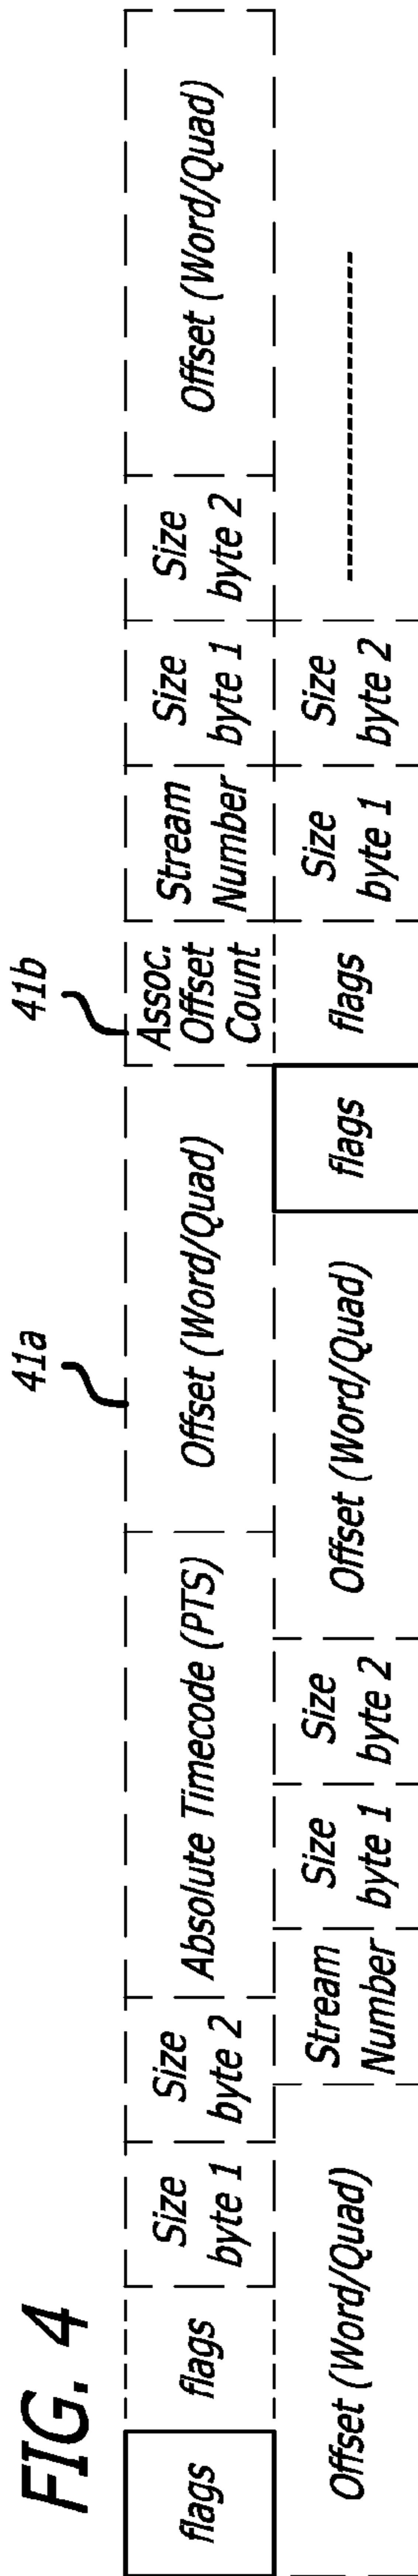 FIG. 4
41a
41b
flags
flags
Size
byte 1
Size
byte 2
Absolute Timecode (PTS)
Offset (Word/Quad)
Assoc.
Offset
Count
Stream
Number
Size
byte 1
Size
byte 2
Offset (Word/Quad)
Offset (Word/Quad)
Stream
Number
Size
byte 1
Size
byte 2
Offset (Word/Quad)
flags
flags
Size
byte 1
Size
byte 2